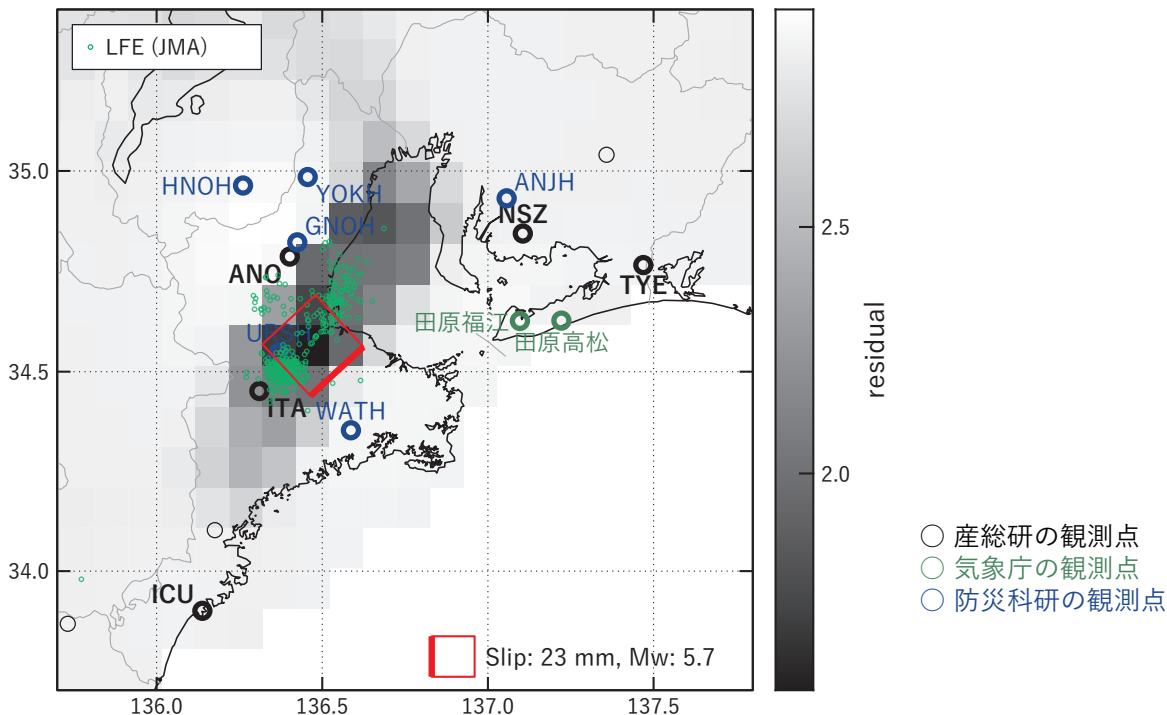 LFE (JMA)
35.0
34.5
34.0
HNOH
YOKH
GNOH
ANO
ANJH
NSZ
TYE
田原福江
田原高松
ITA
WATH
ICU
Slip: 23 mm, Mw: 5.7
136.0
136.5
137.0
137.5
2.5
2.0
residual
産総研の観測点
気象庁の観測点
防災科研の観測点